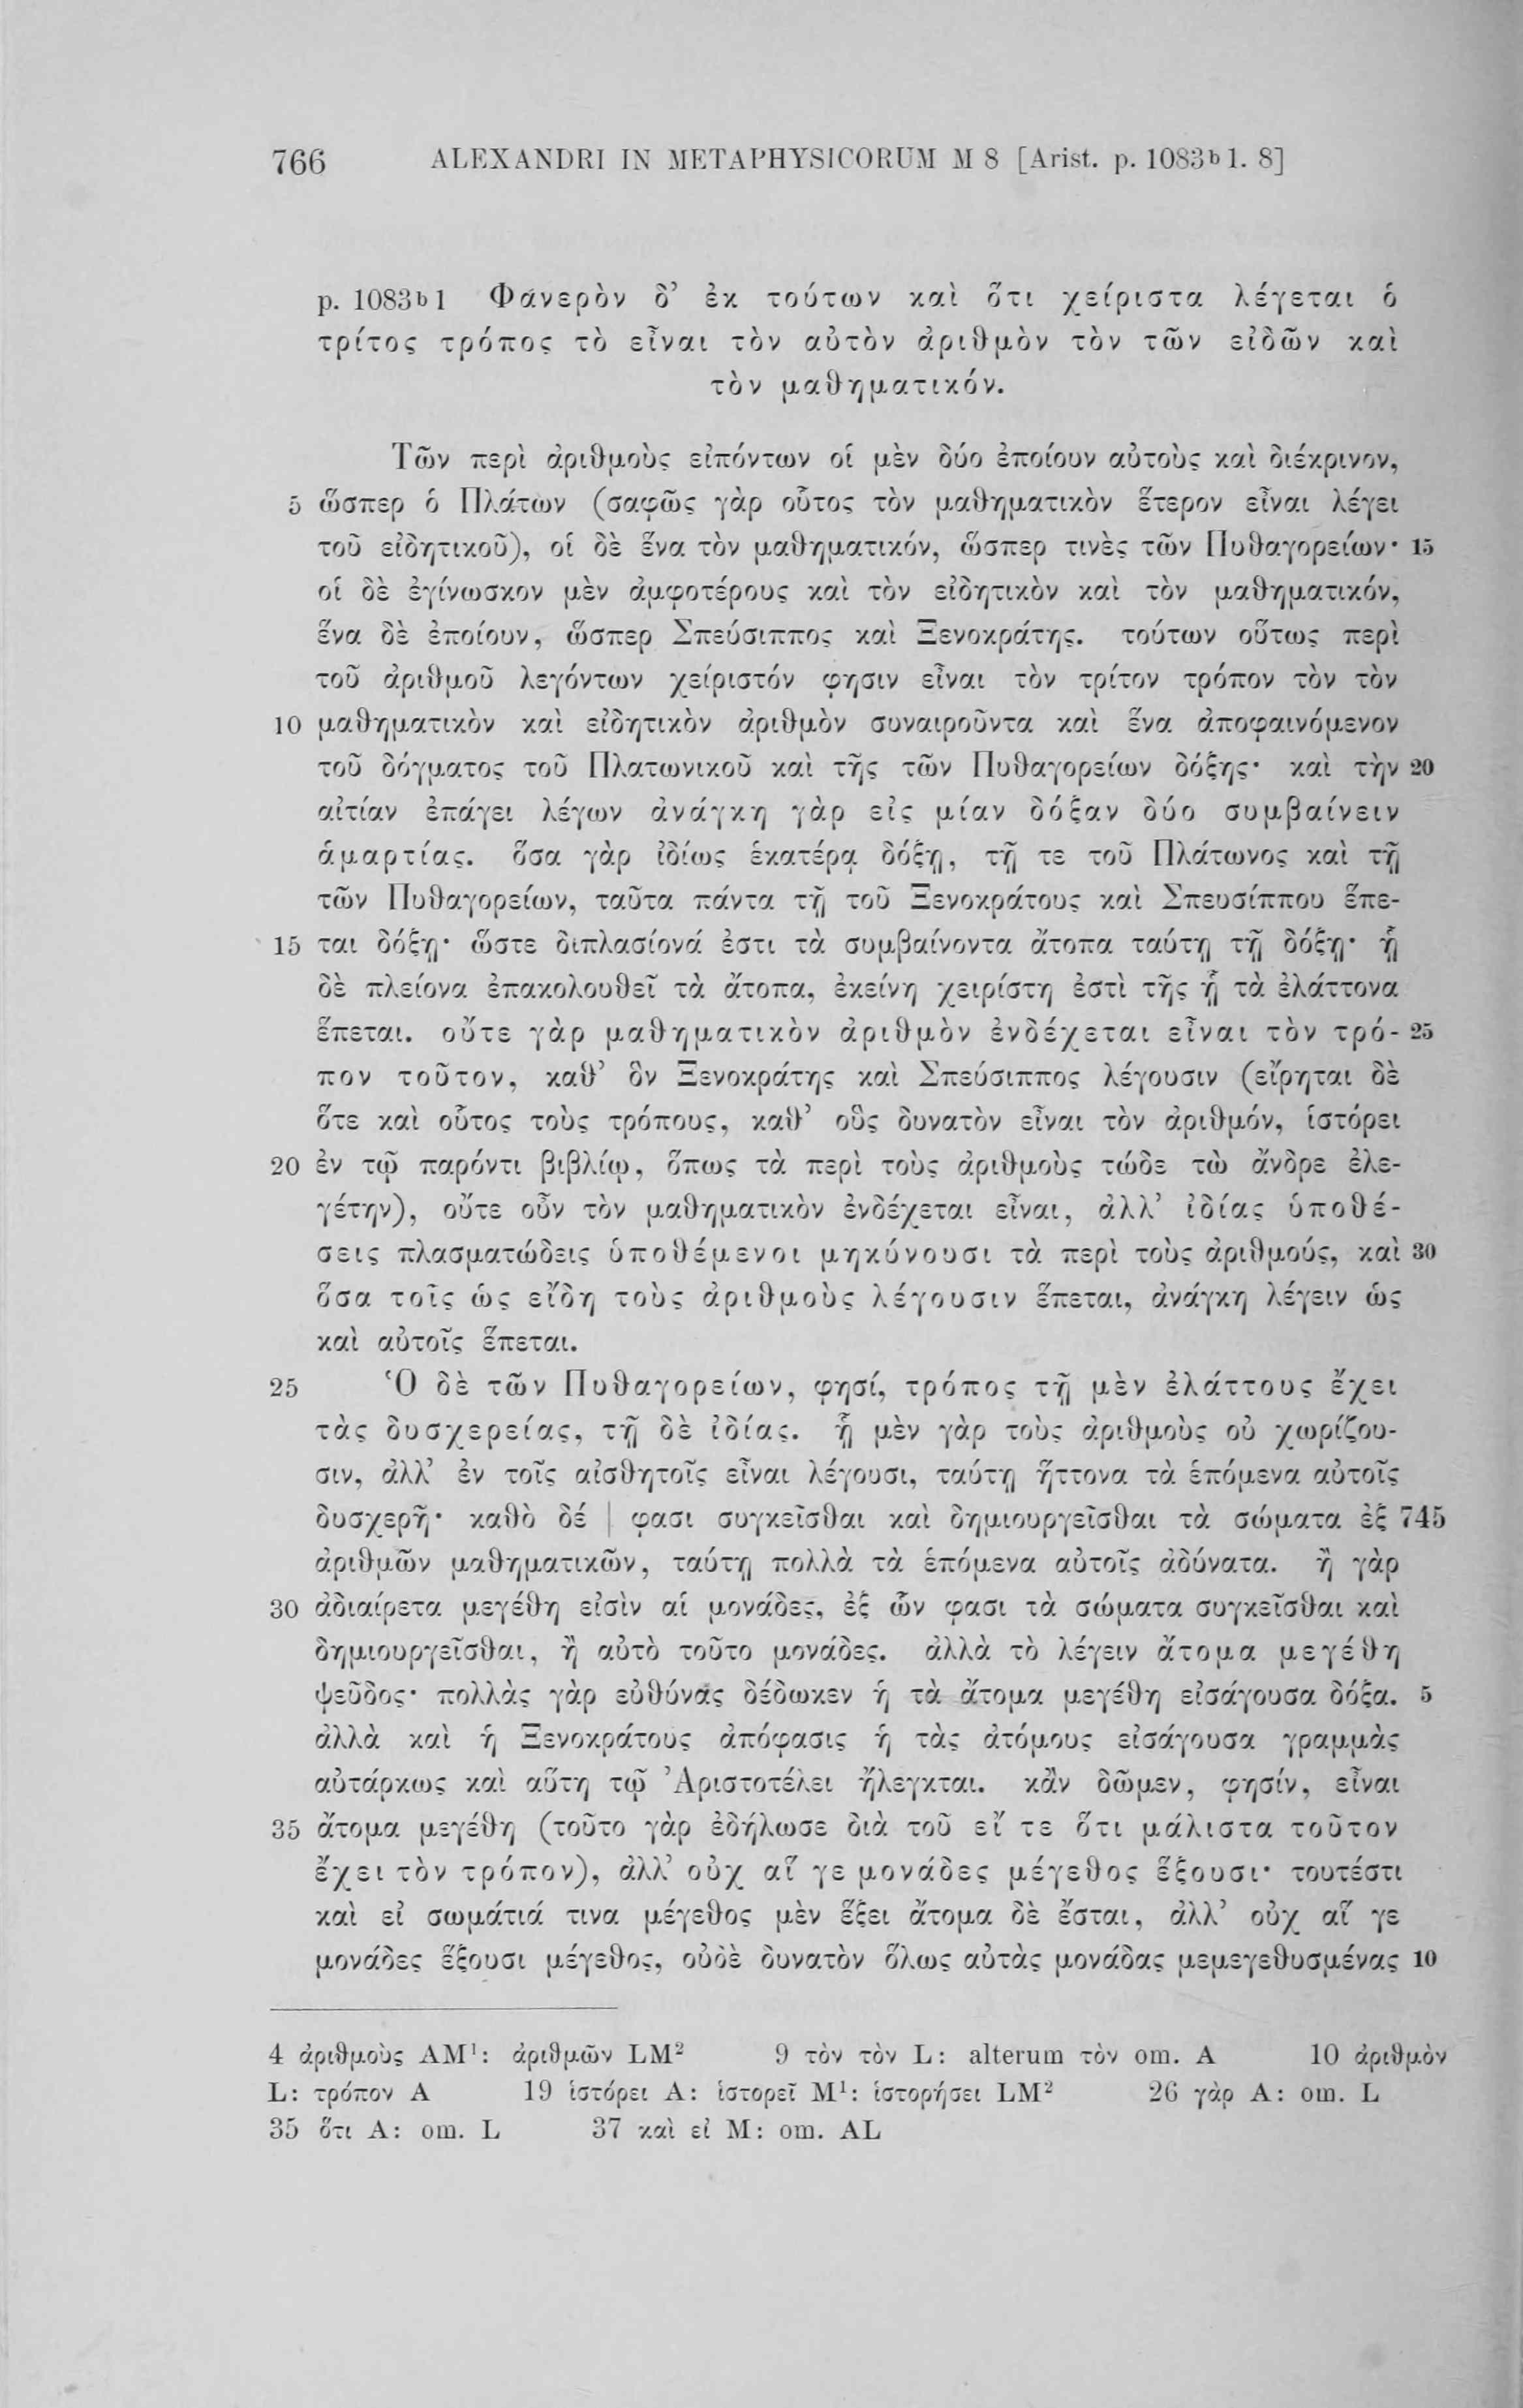 766 ALEXANDRI IN METAPHYSICORUM M 8 [Arist. p. 1083ᵇ l. 8]
p. 1083ᵇ1 Φανερὸν δ’ ἐκ τούτων καὶ ὅτι χείριστα λέγεται ὁ
τρίτος τρόπος τὸ εἶναι τὸν αὐτὸν ἀριθμὸν τὸν τῶν εἰδῶν καὶ
τὸν μαθηματικόν.
Τῶν περὶ ἀριθμοὺς εἰπόντων οἱ μὲν δύο ἐποίουν αὐτοὺς καὶ διέκρινον,
5 ὥσπερ ὁ Πλάτων (σαφῶς γὰρ οὗτος τὸν μαθηματικὸν ἕτερον εἶναι λέγει
τοῦ εἰδητικοῦ), οἱ δὲ ἕνα τὸν μαθηματικόν, ὥσπερ τινὲς τῶν Πυθαγορείων· 15
οἱ δὲ ἐγίνωσκον μὲν ἀμφοτέρους καὶ τὸν εἰδητικὸν καὶ τὸν μαθηματικόν,
ἕνα δὲ ἐποίουν, ὥσπερ Σπεύσιππος καὶ Ξενοκράτης. τούτων οὕτως περὶ
τοῦ ἀριθμοῦ λεγόντων χείριστόν φησιν εἶναι τὸν τρίτον τρόπον τὸν τὸν
10 μαθηματικὸν καὶ εἰδητικὸν ἀριθμὸν συναιροῦντα καὶ ἕνα ἀποφαινόμενον
τοῦ δόγματος τοῦ Πλατωνικοῦ καὶ τῆς τῶν Πυθαγορείων δόξης· καὶ τὴν 20
αἰτίαν ἐπάγει λέγων ἀνάγκη γὰρ εἰς μίαν δόξαν δύο συμβαίνειν
ἁμαρτίας. ὅσα γὰρ ἰδίως ἑκατέρᾳ δόξῃ, τῇ τε τοῦ Πλάτωνος καὶ τῇ
τῶν Πυθαγορείων, ταῦτα πάντα τῇ τοῦ Ξενοκράτους καὶ Σπευσίππου ἕπε-
15 ται δόξῃ· ὥστε διπλασίονά ἐστι τὰ συμβαίνοντα ἄτοπα ταύτῃ τῇ δόξῃ· ᾗ
δὲ πλείονα ἐπακολουθεῖ τὰ ἄτοπα, ἐκείνη χειρίστη ἐστὶ τῆς ᾗ τὰ ἐλάττονα
ἕπεται. οὔτε γὰρ μαθηματικὸν ἀριθμὸν ἐνδέχεται εἶναι τὸν τρό- 25
πον τοῦτον, καθ’ ὃν Ξενοκράτης καὶ Σπεύσιππος λέγουσιν (εἴρηται δὲ
ὅτε καὶ οὗτος τοὺς τρόπους, καθ’ οὓς δυνατὸν εἶναι τὸν ἀριθμόν, ἱστόρει
20 ἐν τῷ παρόντι βιβλίῳ, ὅπως τὰ περὶ τοὺς ἀριθμοὺς τώδε τὼ ἄνδρε ἐλε-
γέτην), οὔτε οὖν τὸν μαθηματικὸν ἐνδέχεται εἶναι, ἀλλ’ ἰδίας ὑποθέ-
σεις πλασματώδεις ὑποθέμενοι μηκύνουσι τὰ περὶ τοὺς ἀριθμούς, καὶ 30
ὅσα τοῖς ὡς εἴδη τοὺς ἀριθμοὺς λέγουσιν ἕπεται, ἀνάγκη λέγειν ὡς
καὶ αὐτοῖς ἕπεται.
25 Ὁ δὲ τῶν Πυθαγορείων, φησί, τρόπος τῇ μὲν ἐλάττους ἔχει
τὰς δυσχερείας, τῇ δὲ ἰδίας. ᾗ μὲν γὰρ τοὺς ἀριθμοὺς οὐ χωρίζου-
σιν, ἀλλ’ ἐν τοῖς αἰσθητοῖς εἶναι λέγουσι, ταύτῃ ἥττονα τὰ ἑπόμενα αὐτοῖς
δυσχερῆ· καθὸ δέ | φασι συγκεῖσθαι καὶ δημιουργεῖσθαι τὰ σώματα ἐξ 745
ἀριθμῶν μαθηματικῶν, ταύτῃ πολλὰ τὰ ἑπόμενα αὐτοῖς ἀδύνατα. ἢ γὰρ
30 ἀδιαίρετα μεγέθη εἰσὶν αἱ μονάδες, ἐξ ὧν φασι τὰ σώματα συγκεῖσθαι καὶ
δημιουργεῖσθαι, ἢ αὐτὸ τοῦτο μονάδες. ἀλλὰ τὸ λέγειν ἄτομα μεγέθη
ψεῦδος· πολλὰς γὰρ εὐθύνας δέδωκεν ἡ τὰ ἄτομα μεγέθη εἰσάγουσα δόξα. 5
ἀλλὰ καὶ ἡ Ξενοκράτους ἀπόφασις ἡ τὰς ἀτόμους εἰσάγουσα γραμμὰς
αὐτάρκως καὶ αὕτη τῷ Ἀριστοτέλει ἤλεγκται. κἂν δῶμεν, φησίν, εἶναι
35 ἄτομα μεγέθη (τοῦτο γὰρ ἐδήλωσε διὰ τοῦ εἴ τε ὅτι μάλιστα τοῦτον
ἔχει τὸν τρόπον), ἀλλ’ οὐχ αἵ γε μονάδες μέγεθος ἕξουσι· τουτέστι
καὶ εἰ σωμάτιά τινα μέγεθος μὲν ἕξει ἄτομα δὲ ἔσται, ἀλλ’ οὐχ αἵ γε
μονάδες ἕξουσι μέγεθος, οὐδὲ δυνατὸν ὅλως αὐτὰς μονάδας μεμεγεθυσμένας 10
4 ἀριθμοὺς AM¹: ἀριθμῶν LM² 9 τὸν τὸν L: alterum τὸν om. A 10 ἀριθμὸν
L: τρόπον A 19 ἱστόρει A: ἱστορεῖ M¹: ἱστορήσει LM² 26 γὰρ A: om. L
35 ὅτι A: om. L 37 καὶ εἰ M: om. AL